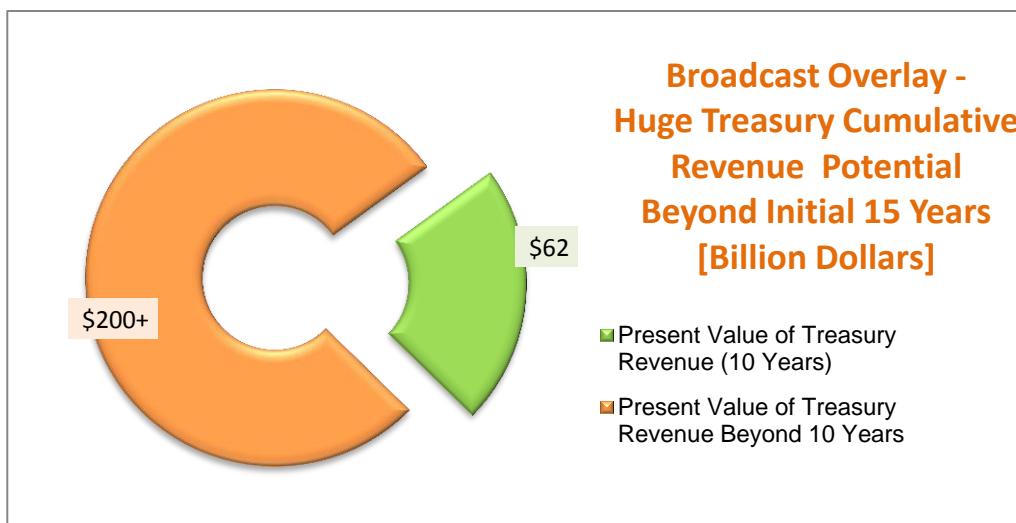 Broadcast Overlay -
Huge Treasury Cumulative
Revenue Potential
Beyond Initial 15 Years
[Billion Dollars]
$62
$200+
Present Value of Treasury
Revenue (10 Years)
Present Value of Treasury
Revenue Beyond 10 Years